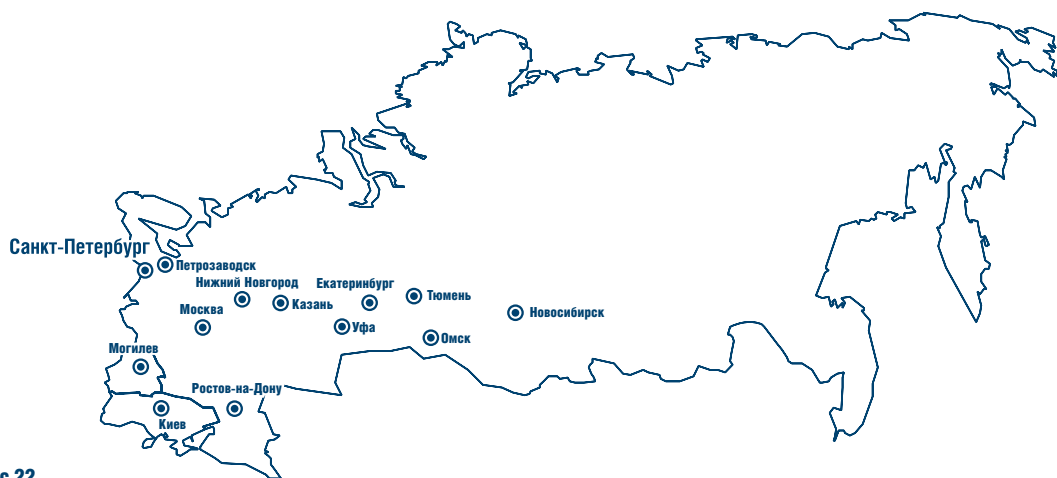 Санкт-Петербург
Петрозаводск
Нижний Новгород
Екатеринбург
Тюмень
Казань
Москва
Новосибирск
Уфа
Омск
Могилев
Ростов-на-Дону
Киев